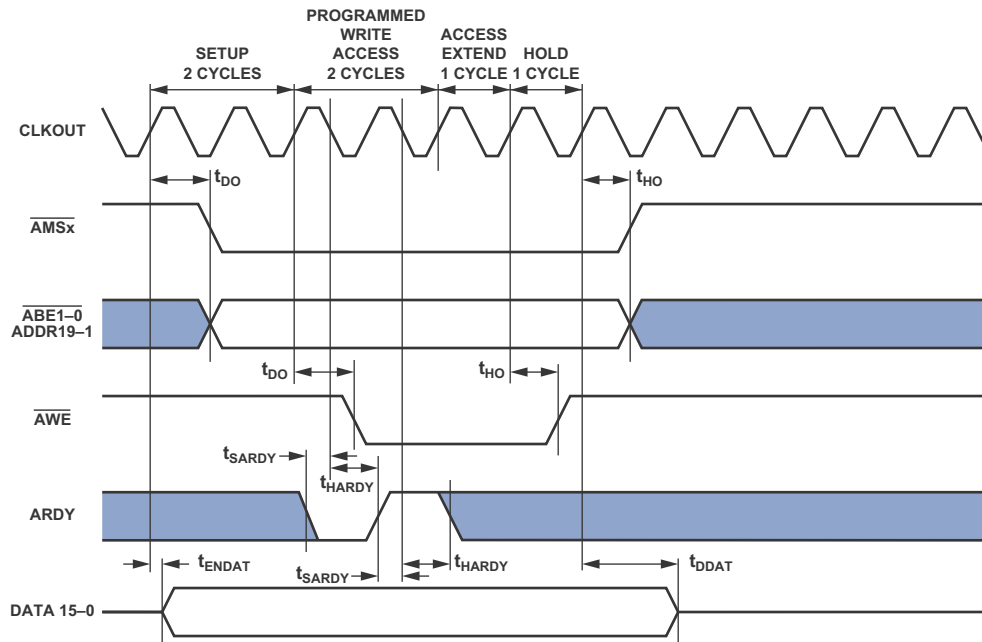 PROGRAMMED
WRITE
ACCESS
2 CYCLES
SETUP
2 CYCLES
ACCESS
EXTEND
1 CYCLE
HOLD
1 CYCLE
CLKOUT
tDO
tHO
AMSx
ABE1–0
ADDR19–1
tDO
tHO
AWE
tSARDY
tHARDY
ARDY
tENDAT
tSARDY
tHARDY
tDDAT
DATA 15–0